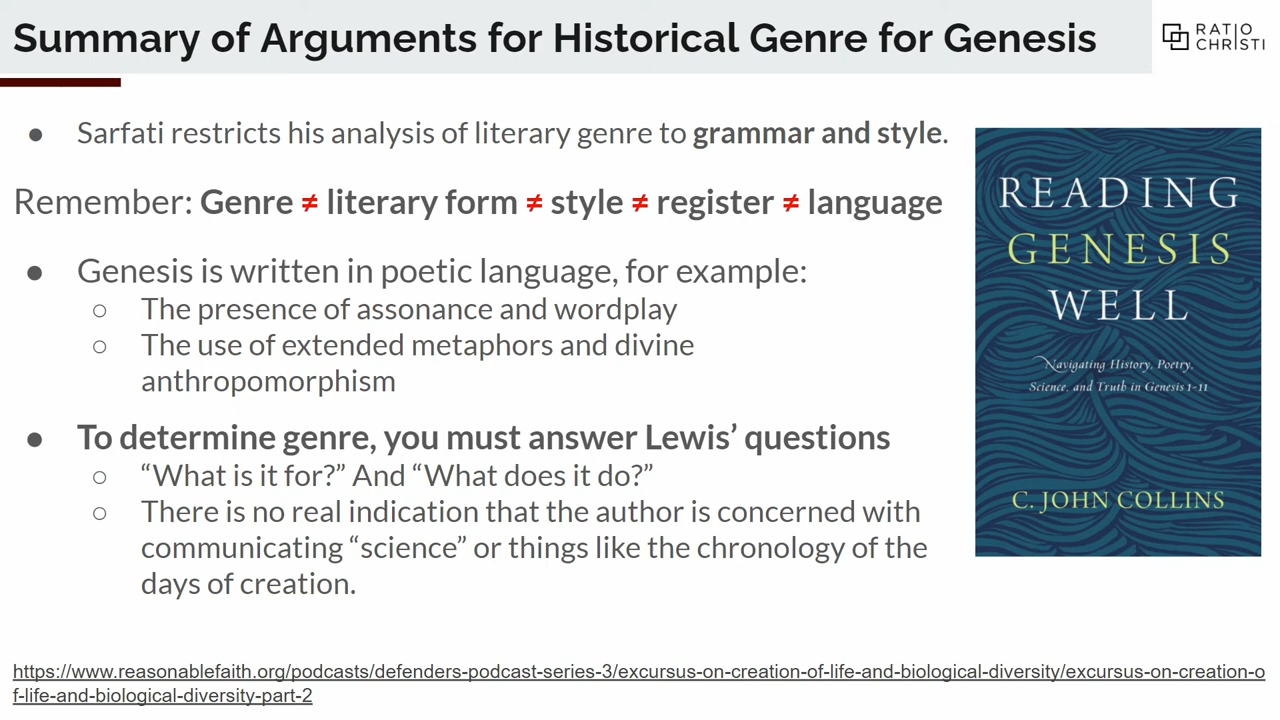 Summary of Arguments for Historical Genre for Genesis
RATIO
CHRISTI
● Sarfati restricts his analysis of literary genre to grammar and style.
Remember: Genre ≠ literary form ≠ style ≠ register ≠ language
● Genesis is written in poetic language, for example:
○ The presence of assonance and wordplay
○ The use of extended metaphors and divine
anthropomorphism
● To determine genre, you must answer Lewis’ questions
○ “What is it for?” And “What does it do?”
○ There is no real indication that the author is concerned with
communicating “science” or things like the chronology of the
days of creation.
READING
GENESIS
WELL
Navigating History, Poetry,
Science, and Truth in Genesis 1-11
C. JOHN COLLINS
https://www.reasonablefaith.org/podcasts/defenders-podcast-series-3/excursus-on-creation-of-life-and-biological-diversity/excursus-on-creation-o
f-life-and-biological-diversity-part-2